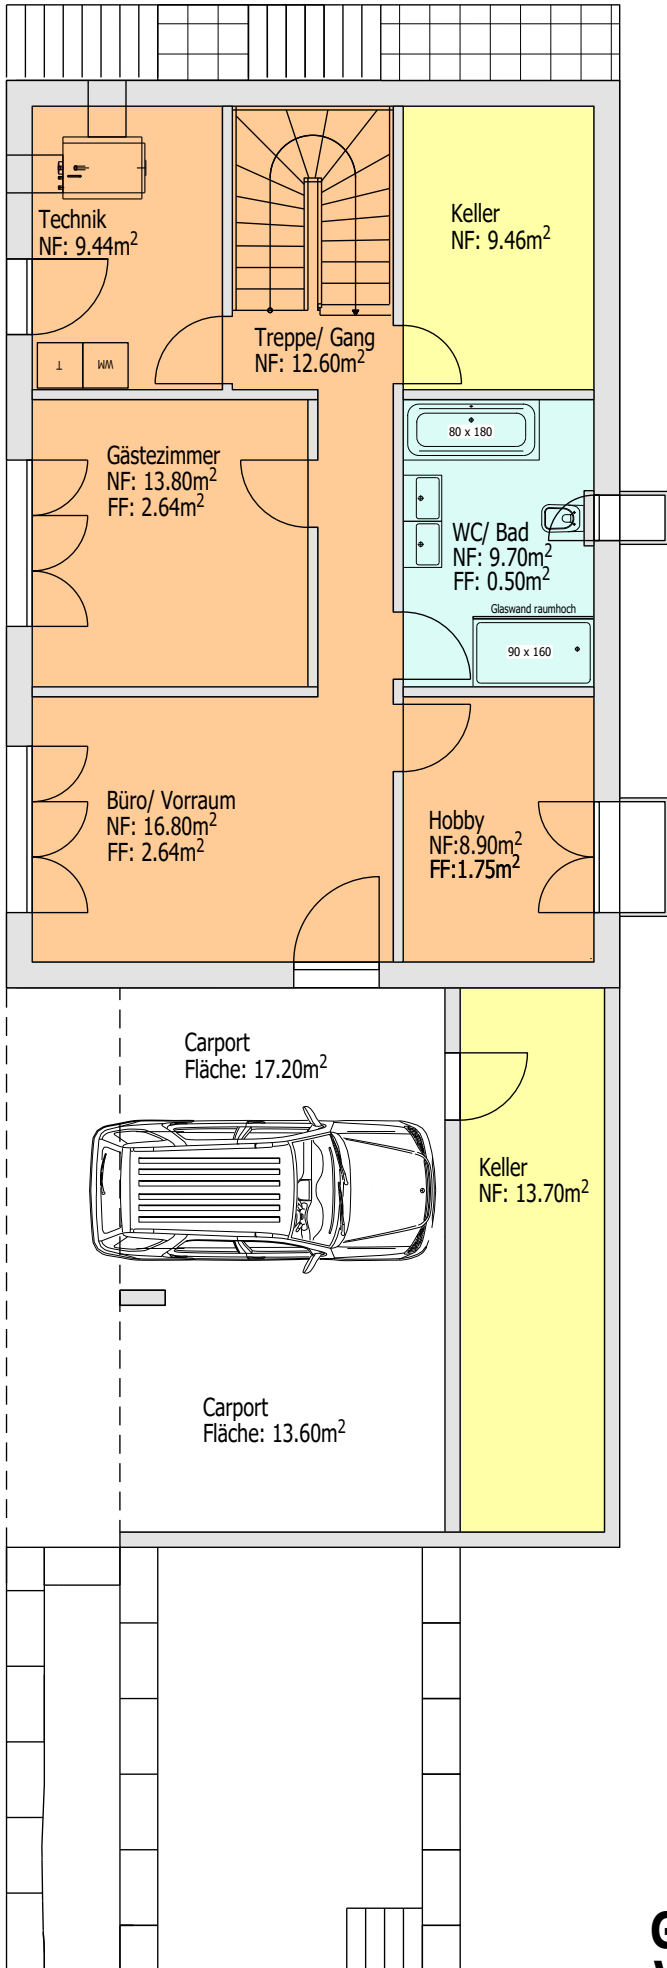 Technik
NF: 9.44m²
Keller
NF: 9.46m²
Treppe/ Gang
NF: 12.60m²
T
WM
80 x 180
Gästezimmer
NF: 13.80m²
FF: 2.64m²
WC/ Bad
NF: 9.70m²
FF: 0.50m²
Glaswand raumhoch
90 x 160
Büro/ Vorraum
NF: 16.80m²
FF: 2.64m²
Hobby
NF:8.90m²
FF:1.75m²
Carport
Fläche: 17.20m²
Keller
NF: 13.70m²
Carport
Fläche: 13.60m²